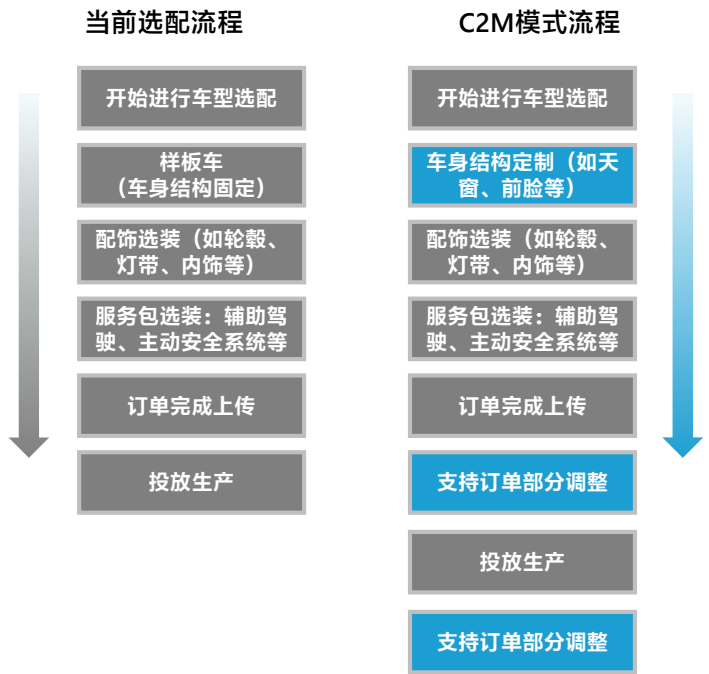 当前选配流程
开始进行车型选配
样板车
（车身结构固定）
配饰选装（如轮毂、
灯带、内饰等）
服务包选装：辅助驾
驶、主动安全系统等
订单完成上传
投放生产
C2M模式流程
开始进行车型选配
车身结构定制（如天
窗、前脸等）
配饰选装（如轮毂、
灯带、内饰等）
服务包选装：辅助驾
驶、主动安全系统等
订单完成上传
支持订单部分调整
投放生产
支持订单部分调整